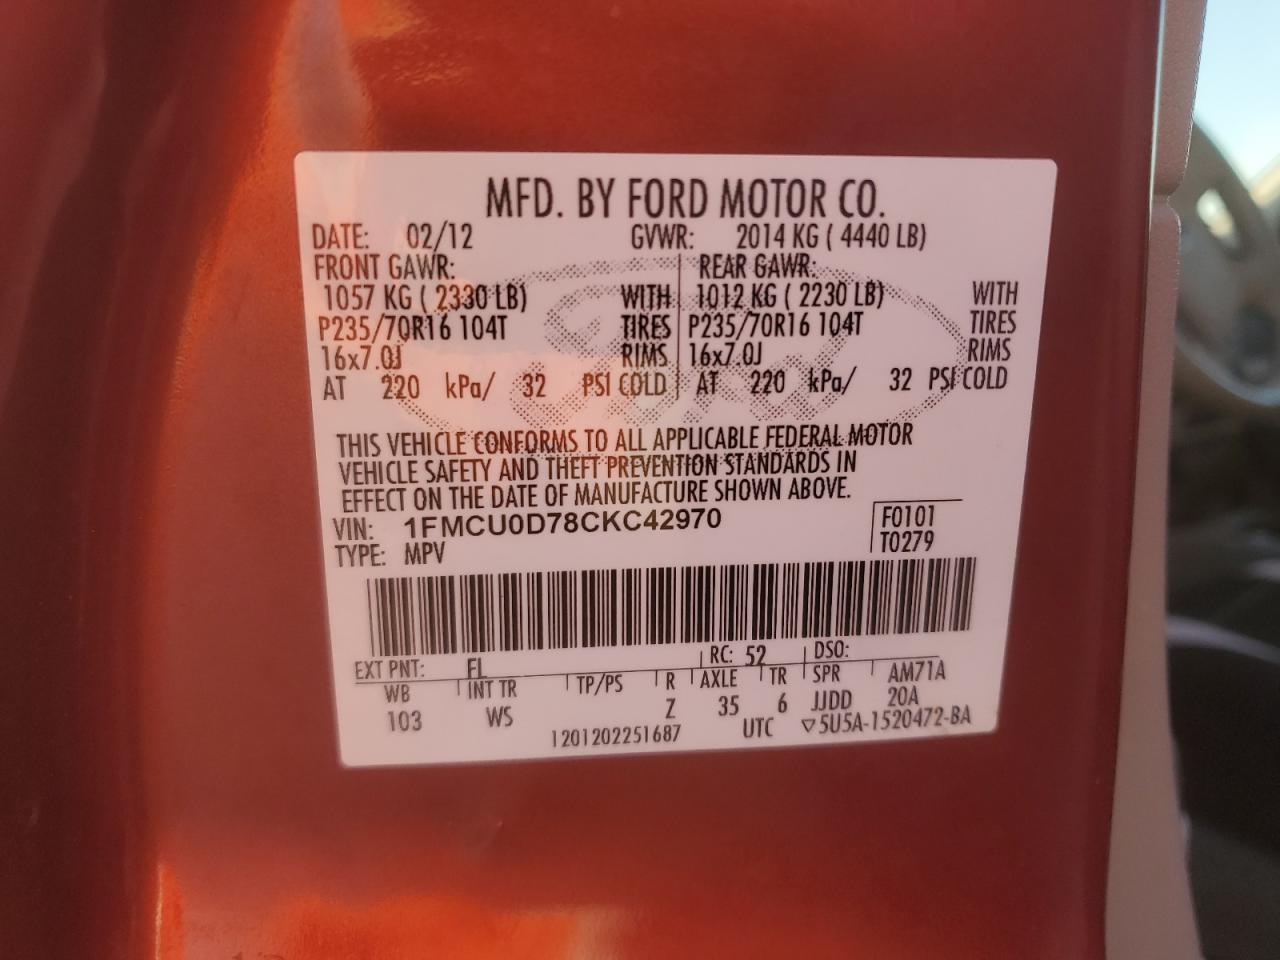 MFD. BY FORD MOTOR CO.
DATE: 02/12 GVWR: 2014 KG ( 4440 LB)
FRONT GAWR: REAR GAWR:
1057 KG ( 2330 LB) WITH 1012 KG ( 2230 LB) WITH
P235/70R16 104T TIRES P235/70R16 104T TIRES
16x7.0J RIMS 16x7.0J RIMS
AT 220 kPa/ 32 PSI COLD AT 220 kPa/ 32 PSI COLD
Ford
THIS VEHICLE CONFORMS TO ALL APPLICABLE FEDERAL MOTOR
VEHICLE SAFETY AND THEFT PREVENTION STANDARDS IN
EFFECT ON THE DATE OF MANUFACTURE SHOWN ABOVE.
VIN: 1FMCU0D78CKC42970 F0101
TYPE: MPV T0279
EXT PNT: FL RC: 52 DSO:
WB INT TR TP/PS R AXLE TR SPR AM71A
103 WS Z 35 6 JJDD 20A
1201202251687 UTC ▽5U5A-1520472-BA